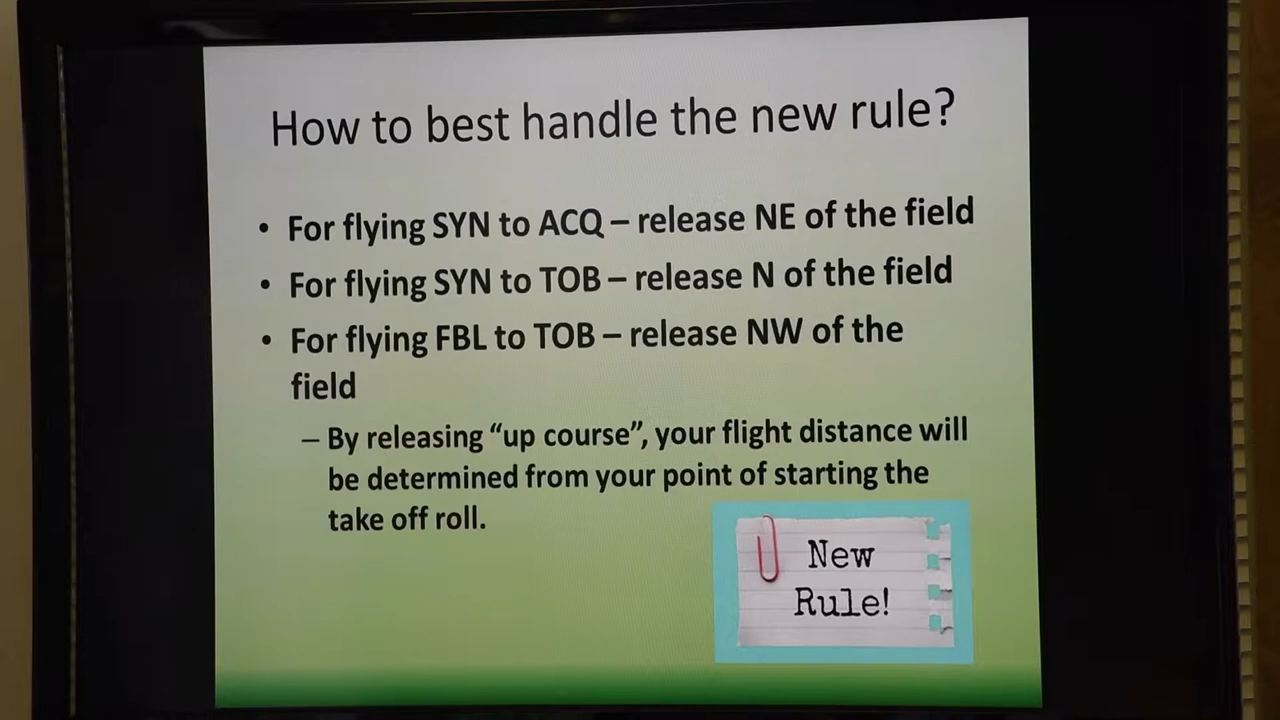 How to best handle the new rule?
• For flying SYN to ACQ – release NE of the field
• For flying SYN to TOB – release N of the field
• For flying FBL to TOB – release NW of the
field
– By releasing “up course”, your flight distance will
be determined from your point of starting the
take off roll.
New
Rule!